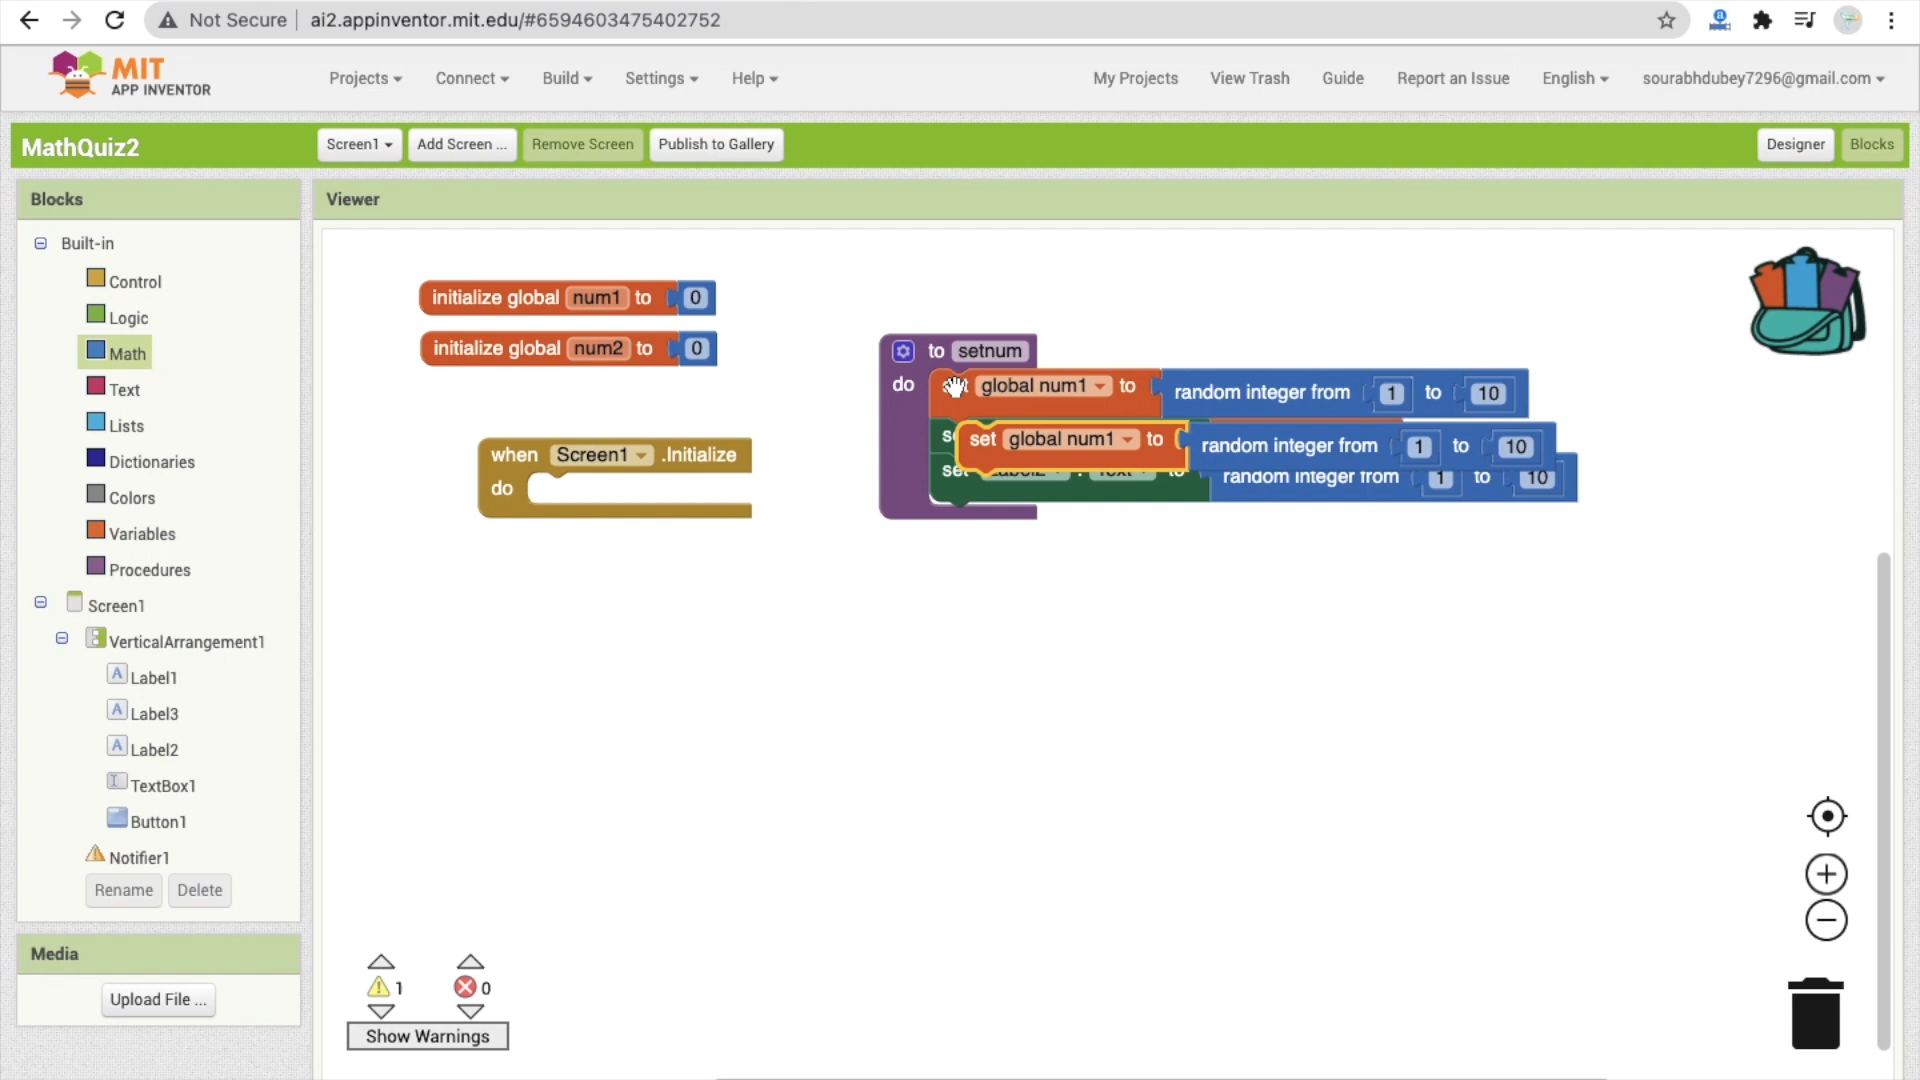 Not Secure | ai2.appinventor.mit.edu/#6594603475402752
MIT
APP INVENTOR
Projects
Connect
Build
Settings
Help
My Projects
View Trash
Guide
Report an Issue
English
sourabhdubey7296@gmail.com
MathQuiz2
Screen1
Add Screen ...
Remove Screen
Publish to Gallery
Designer
Blocks
Blocks
Viewer
Built-in
Control
Logic
Math
Text
Lists
Dictionaries
Colors
Variables
Procedures
Screen1
VerticalArrangement1
Label1
Label3
Label2
TextBox1
Button1
Notifier1
Rename
Delete
Media
Upload File ...
initialize global num1 to 0
initialize global num2 to 0
when Screen1 .Initialize
do
to setnum
do
global num1 to random integer from 1 to 10
set global num1 to random integer from 1 to 10
random integer from 1 to 10
1
0
Show Warnings